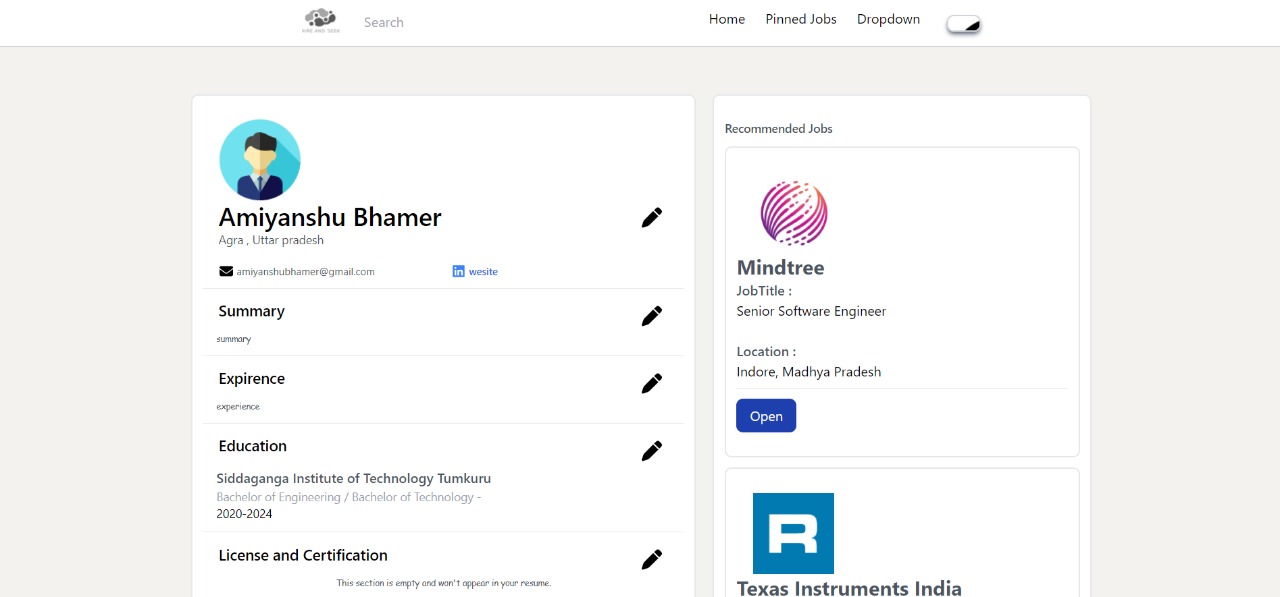 HIRE AND SEEK
Search
Home
Pinned Jobs
Dropdown
Amiyanshu Bhamer
Agra , Uttar pradesh
amiyanshubhamer@gmail.com
in
wesite
Summary
summary
Expirence
experience
Education
Siddaganga Institute of Technology Tumkuru
Bachelor of Engineering / Bachelor of Technology -
2020-2024
License and Certification
This section is empty and won't appear in your resume.
Recommended Jobs
Mindtree
JobTitle :
Senior Software Engineer
Location :
Indore, Madhya Pradesh
Open
R
Texas Instruments India